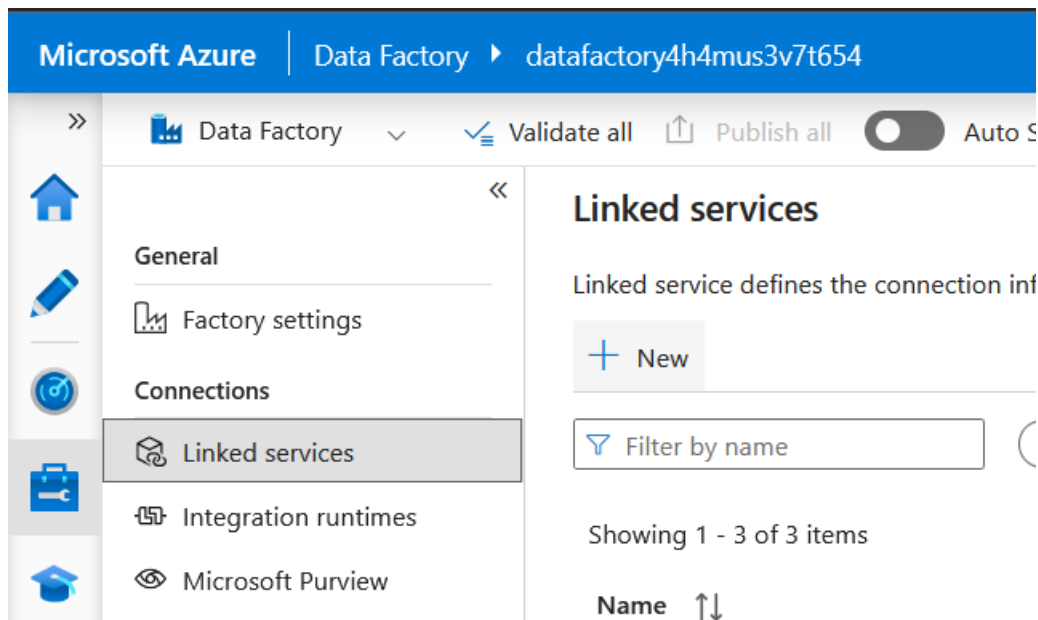 Microsoft Azure
Data Factory
datafactory4h4mus3v7t654
Data Factory
Validate all
Publish all
Auto S
General
Factory settings
Connections
Linked services
Integration runtimes
Microsoft Purview
Linked services
Linked service defines the connection inf
New
Filter by name
Showing 1 - 3 of 3 items
Name